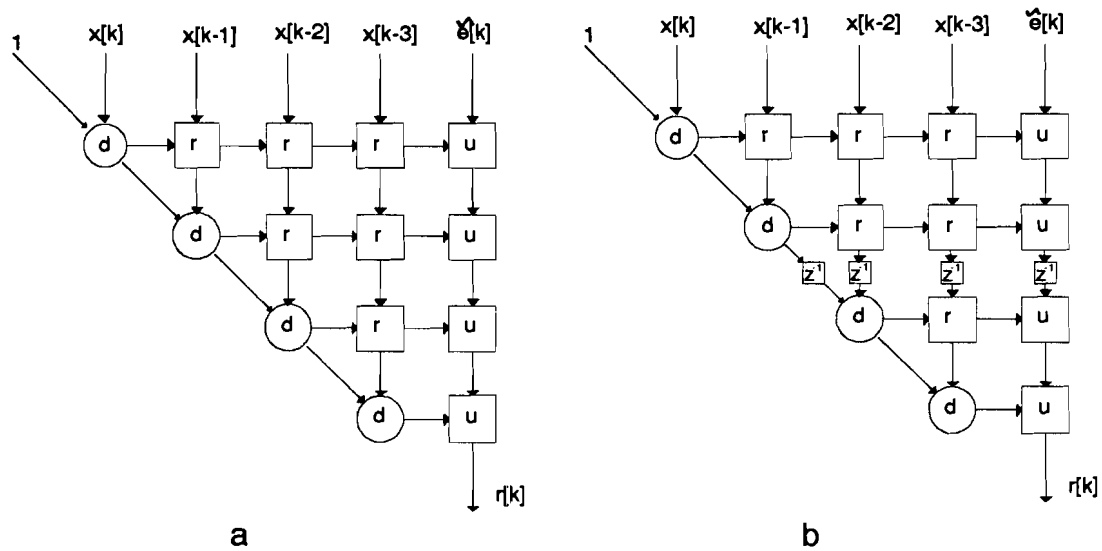 1 x[k] x[k-1] x[k-2] x[k-3] ê[k]
d r r r u
d r r u
d r u
d u
r[k]
a
1 x[k] x[k-1] x[k-2] x[k-3] ê[k]
d r r r u
d r r u
z⁻¹ z⁻¹ z⁻¹ z⁻¹
d r u
d u
r[k]
b